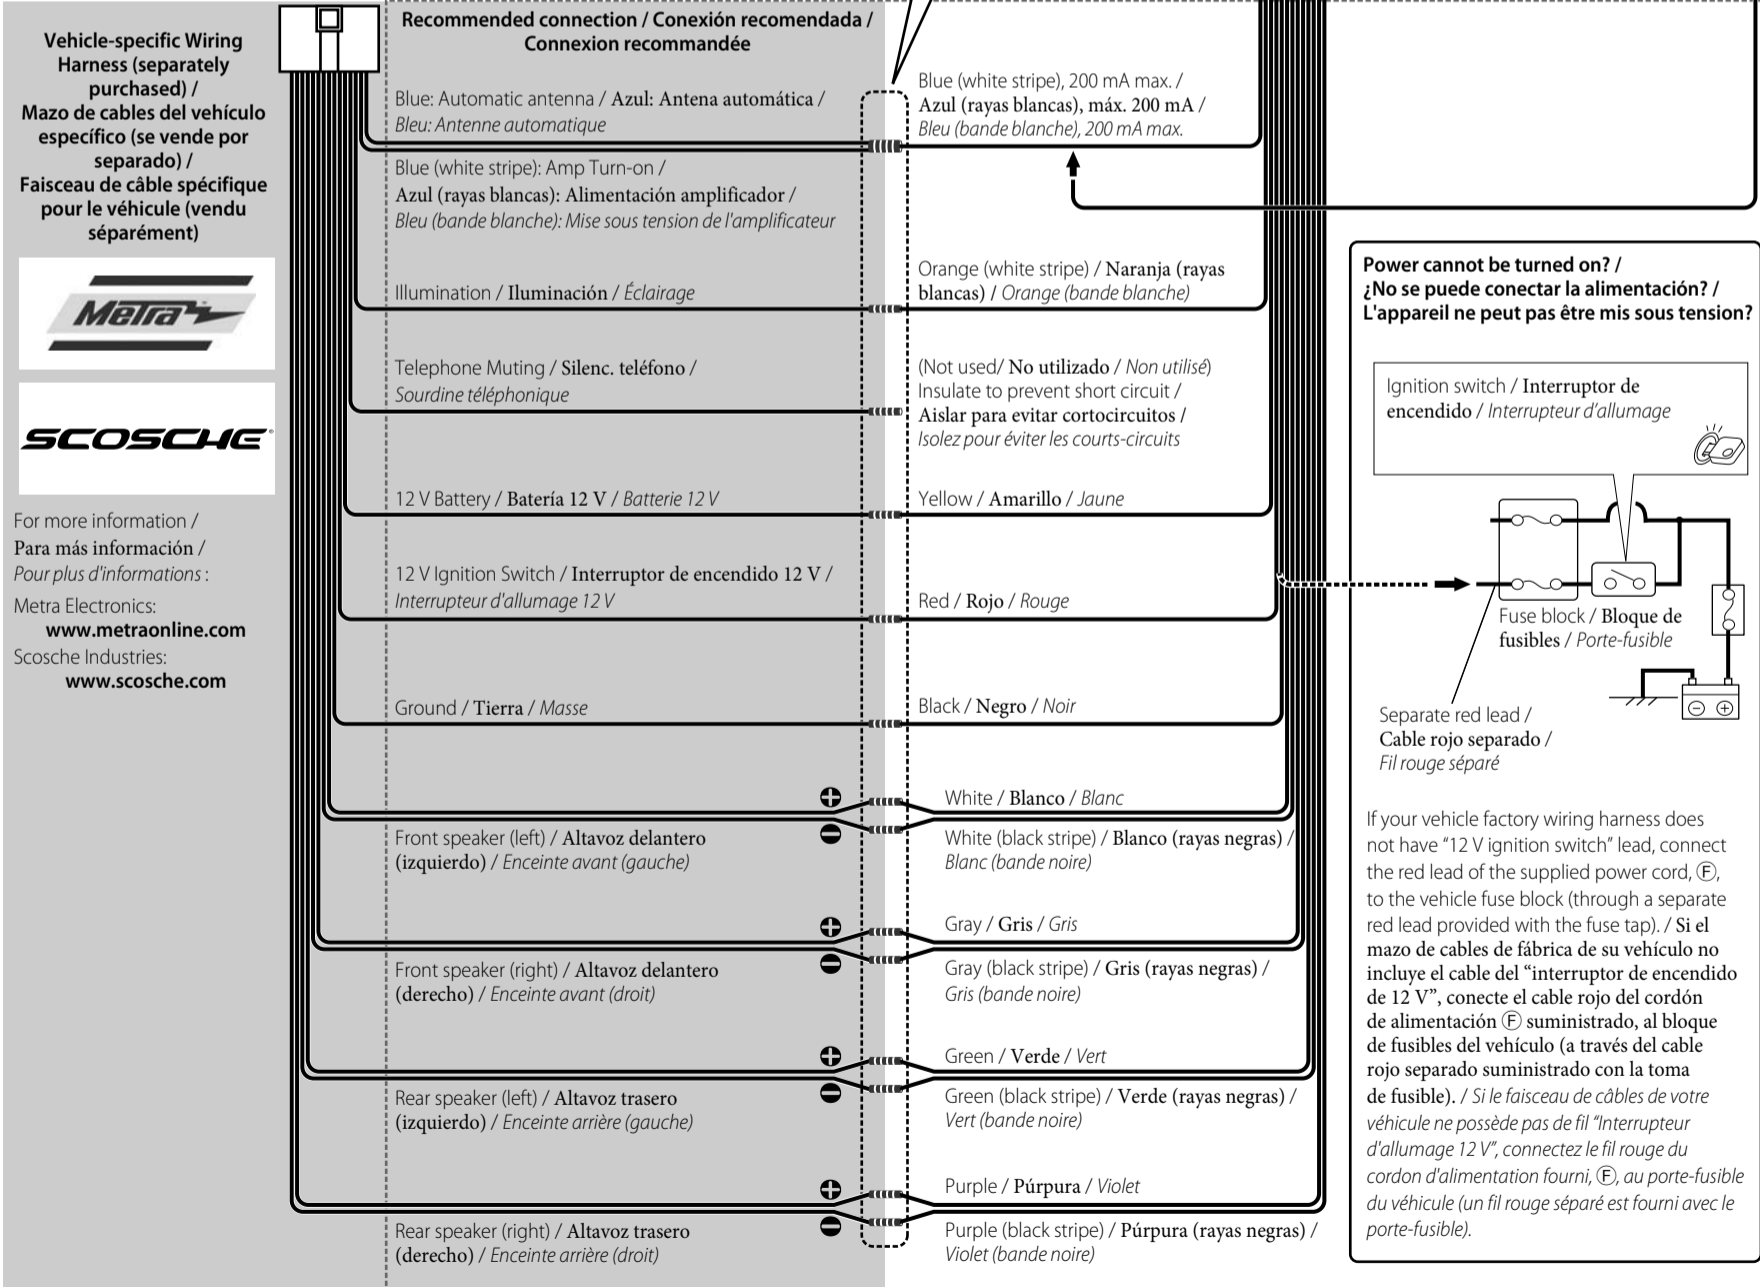 Vehicle-specific Wiring
Harness (separately
purchased) /
Mazo de cables del vehículo
específico (se vende por
separado) /
Faisceau de câble spécifique
pour le véhicule (vendu
séparément)
Metra
SCOSCHE
For more information /
Para más información /
Pour plus d'informations :
Metra Electronics:
www.metraonline.com
Scosche Industries:
www.scosche.com
Recommended connection / Conexión recomendada /
Connexion recommandée
Blue: Automatic antenna / Azul: Antena automática /
Bleu: Antenne automatique
Blue (white stripe): Amp Turn-on /
Azul (rayas blancas): Alimentación amplificador /
Bleu (bande blanche): Mise sous tension de l'amplificateur
Illumination / Iluminación / Éclairage
Telephone Muting / Silenc. teléfono /
Sourdine téléphonique
12 V Battery / Batería 12 V / Batterie 12 V
12 V Ignition Switch / Interruptor de encendido 12 V /
Interrupteur d'allumage 12 V
Ground / Tierra / Masse
Front speaker (left) / Altavoz delantero
(izquierdo) / Enceinte avant (gauche)
Front speaker (right) / Altavoz delantero
(derecho) / Enceinte avant (droit)
Rear speaker (left) / Altavoz trasero
(izquierdo) / Enceinte arrière (gauche)
Rear speaker (right) / Altavoz trasero
(derecho) / Enceinte arrière (droit)
Blue (white stripe), 200 mA max. /
Azul (rayas blancas), máx. 200 mA /
Bleu (bande blanche), 200 mA max.
Orange (white stripe) / Naranja (rayas
blancas) / Orange (bande blanche)
(Not used/ No utilizado / Non utilisé)
Insulate to prevent short circuit /
Aislar para evitar cortocircuitos /
Isolez pour éviter les courts-circuits
Yellow / Amarillo / Jaune
Red / Rojo / Rouge
Black / Negro / Noir
White / Blanco / Blanc
White (black stripe) / Blanco (rayas negras) /
Blanc (bande noire)
Gray / Gris / Gris
Gray (black stripe) / Gris (rayas negras) /
Gris (bande noire)
Green / Verde / Vert
Green (black stripe) / Verde (rayas negras) /
Vert (bande noire)
Purple / Púrpura / Violet
Purple (black stripe) / Púrpura (rayas negras) /
Violet (bande noire)
Power cannot be turned on? /
¿No se puede conectar la alimentación? /
L'appareil ne peut pas être mis sous tension?
Ignition switch / Interruptor de
encendido / Interrupteur d'allumage
Fuse block / Bloque de
fusibles / Porte-fusible
Separate red lead /
Cable rojo separado /
Fil rouge séparé
If your vehicle factory wiring harness does
not have “12 V ignition switch” lead, connect
the red lead of the supplied power cord, Ⓕ,
to the vehicle fuse block (through a separate
red lead provided with the fuse tap). / Si el
mazo de cables de fábrica de su vehículo no
incluye el cable del “interruptor de encendido
de 12 V”, conecte el cable rojo del cordón
de alimentación Ⓕ suministrado, al bloque
de fusibles del vehículo (a través del cable
rojo separado suministrado con la toma
de fusible). / Si le faisceau de câbles de votre
véhicule ne possède pas de fil “Interrupteur
d'allumage 12 V”, connectez le fil rouge du
cordon d'alimentation fourni, Ⓕ, au porte-fusible
du véhicule (un fil rouge séparé est fourni avec le
porte-fusible).